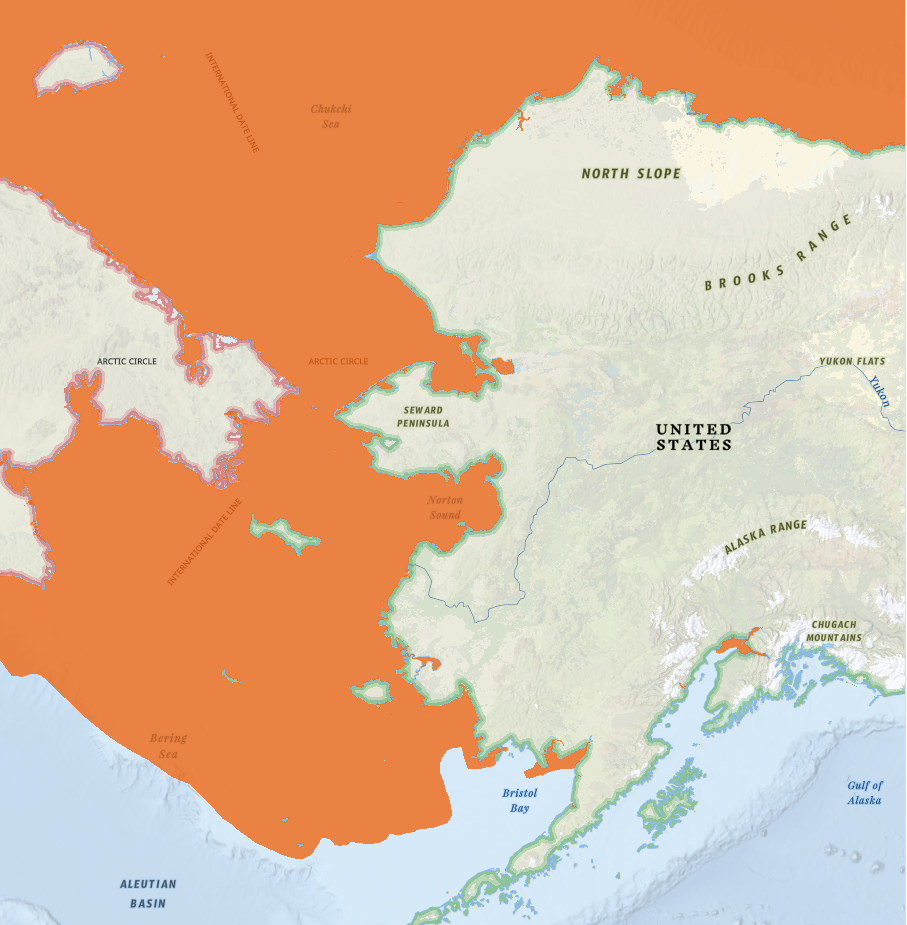 INTERNATIONAL DATE LINE
Chukchi
Sea
NORTH SLOPE
BROOKS RANGE
ARCTIC CIRCLE
ARCTIC CIRCLE
YUKON FLATS
Yukon
SEWARD
PENINSULA
UNITED
STATES
Norton
Sound
INTERNATIONAL DATE LINE
ALASKA RANGE
CHUGACH
MOUNTAINS
Bering
Sea
Bristol
Bay
Gulf of
Alaska
ALEUTIAN
BASIN